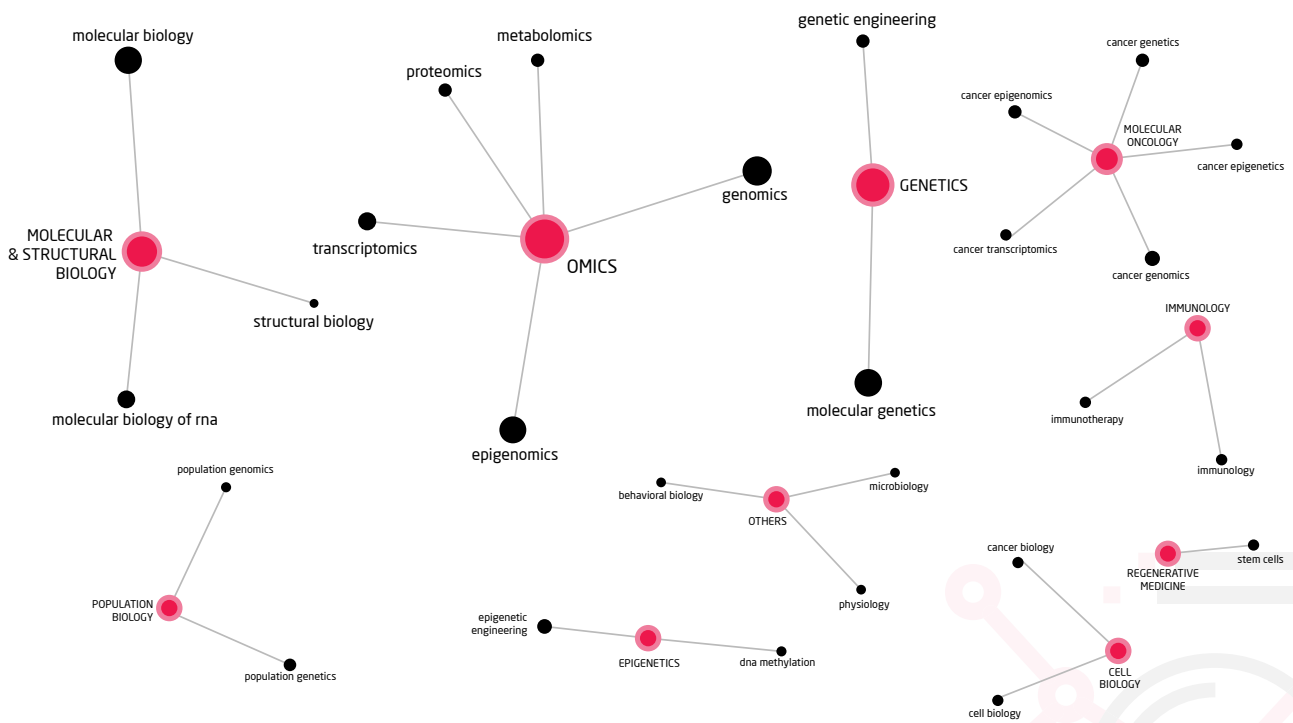 molecular biology
MOLECULAR
& STRUCTURAL
BIOLOGY
structural biology
molecular biology of rna
metabolomics
proteomics
genomics
transcriptomics
OMICS
epigenomics
genetic engineering
GENETICS
molecular genetics
cancer genetics
cancer epigenomics
MOLECULAR
ONCOLOGY
cancer epigenetics
cancer transcriptomics
cancer genomics
IMMUNOLOGY
immunotherapy
immunology
population genomics
POPULATION
BIOLOGY
population genetics
behavioral biology
microbiology
OTHERS
physiology
epigenetic
engineering
EPIGENETICS
dna methylation
cancer biology
CELL
BIOLOGY
cell biology
REGENERATIVE
MEDICINE
stem cells